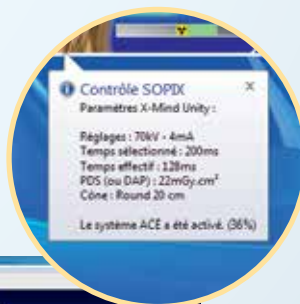 Contrôle SOPIX
Paramètres X-Mind Unity :
Réglages : 70kV - 4mA
Temps sélectionné : 200ms
Temps effectif : 128ms
PDS (ou DAP) : 22mGy.cm²
Cône : Round 20 cm
Le système ACE a été activé. (36%)